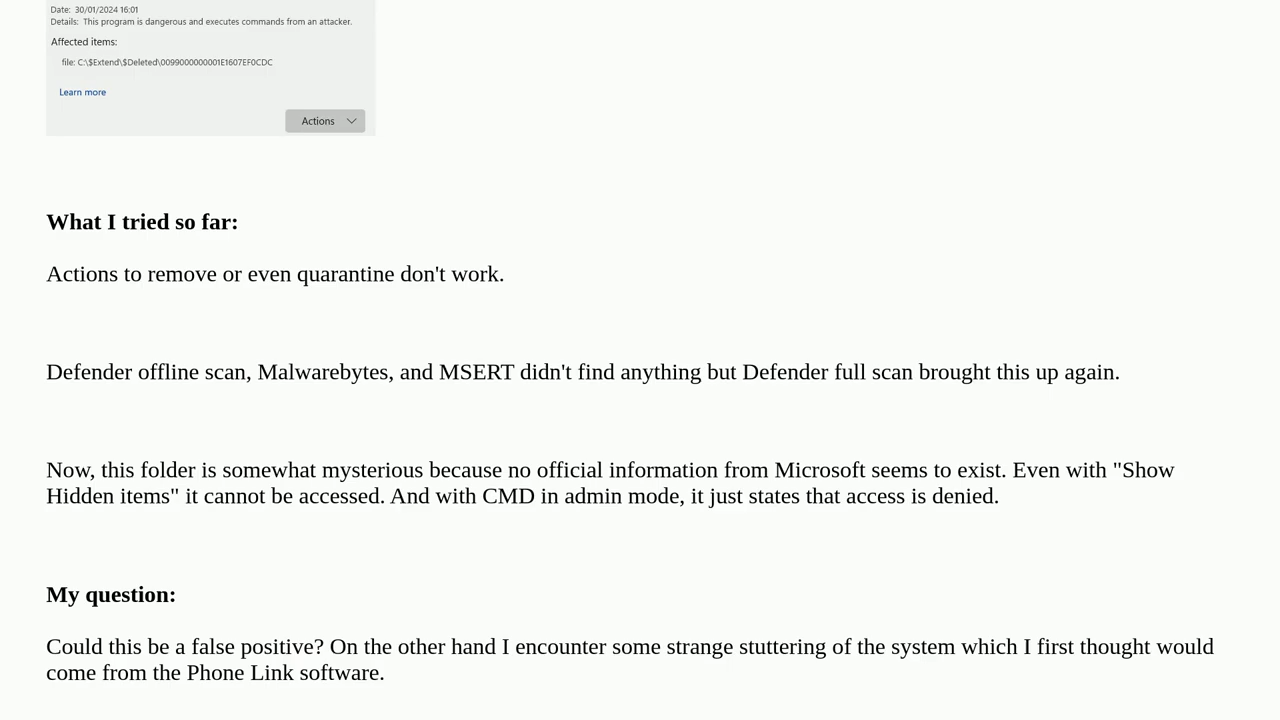 Date: 30/01/2024 16:01
Details: This program is dangerous and executes commands from an attacker.
Affected items:
file: C:\$Extend\$Deleted\0099000000001E1607EF0CDC
Learn more
Actions
What I tried so far:
Actions to remove or even quarantine don't work.
Defender offline scan, Malwarebytes, and MSERT didn't find anything but Defender full scan brought this up again.
Now, this folder is somewhat mysterious because no official information from Microsoft seems to exist. Even with "Show
Hidden items" it cannot be accessed. And with CMD in admin mode, it just states that access is denied.
My question:
Could this be a false positive? On the other hand I encounter some strange stuttering of the system which I first thought would
come from the Phone Link software.